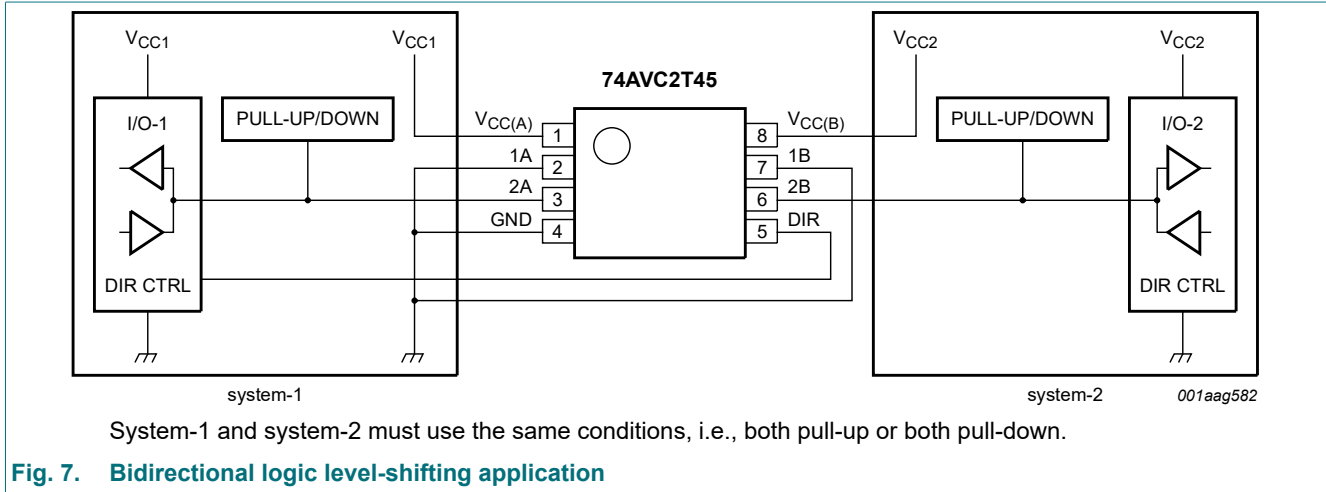 VCC1
VCC1
VCC2
VCC2
74AVC2T45
I/O-1
PULL-UP/DOWN
VCC(A)
1
8
VCC(B)
PULL-UP/DOWN
I/O-2
1A
2
7
1B
2A
3
6
2B
GND
4
5
DIR
DIR CTRL
DIR CTRL
system-1
system-2
001aag582
System-1 and system-2 must use the same conditions, i.e., both pull-up or both pull-down.
Fig. 7. Bidirectional logic level-shifting application